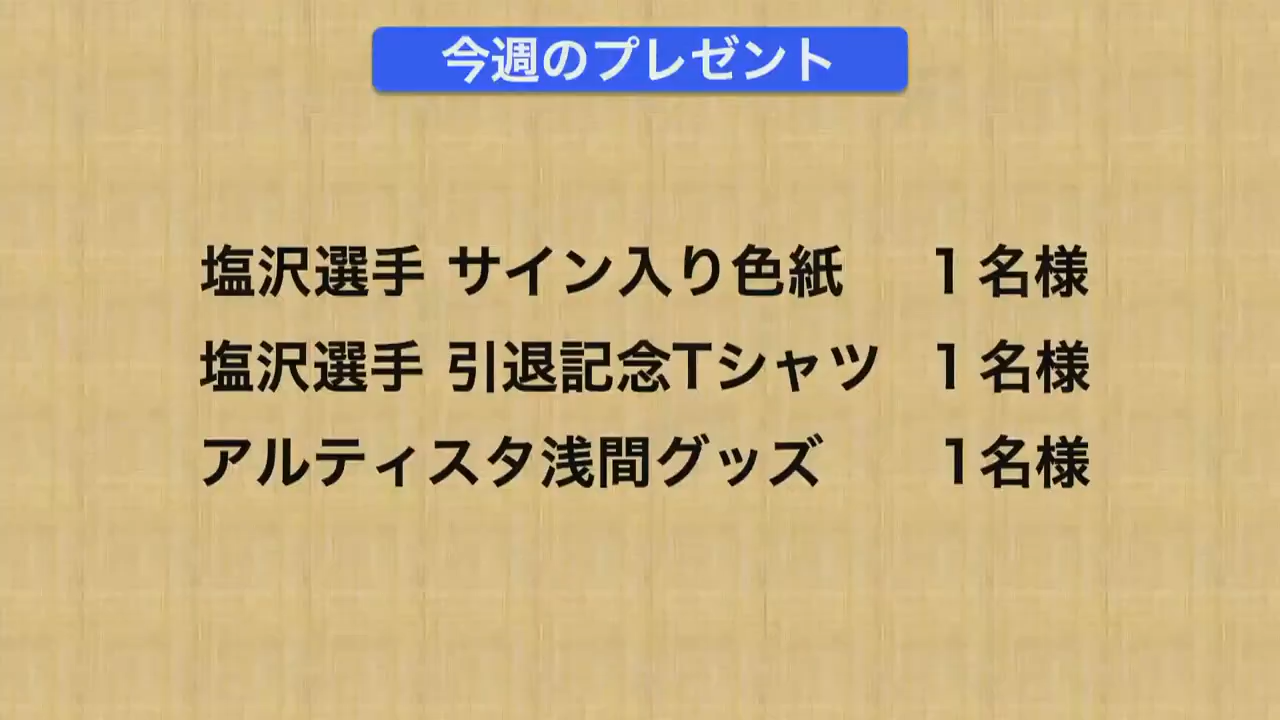 今週のプレゼント
塩沢選手 サイン入り色紙 1名様
塩沢選手 引退記念Tシャツ 1名様
アルティスタ浅間グッズ 1名様